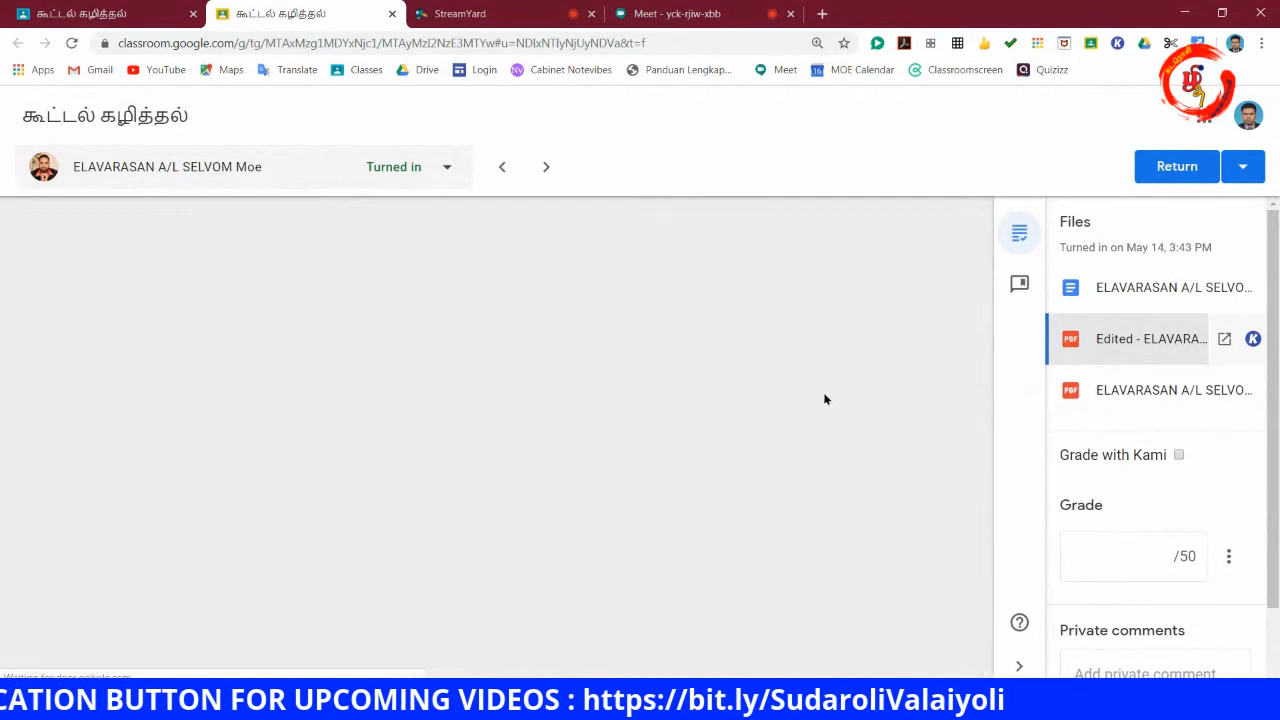 கூட்டல் கழித்தல்
கூட்டல் கழித்தல்
StreamYard
Meet - yck-rjiw-xbb
classroom.google.com/g/tg/MTAxMzg1MDYxNjc1/MTAyMzI2NzE3MTYw#u=NDIxNTIyNjUyNDVa&t=f
Apps
Gmail
YouTube
Maps
Translate
Classes
Drive
Login
Cabinet Notevibes
Panduan Lengkap...
Meet
MOE Calendar
Classroomscreen
Quizizz
கூட்டல் கழித்தல்
ELAVARASAN A/L SELVOM Moe
Turned in
Return
Files
Turned in on May 14, 3:43 PM
ELAVARASAN A/L SELVO...
Edited - ELAVARA...
ELAVARASAN A/L SELVO...
Grade with Kami
Grade
/50
Private comments
Add private comment
CATION BUTTON FOR UPCOMING VIDEOS : https://bit.ly/SudaroliValaiyoli